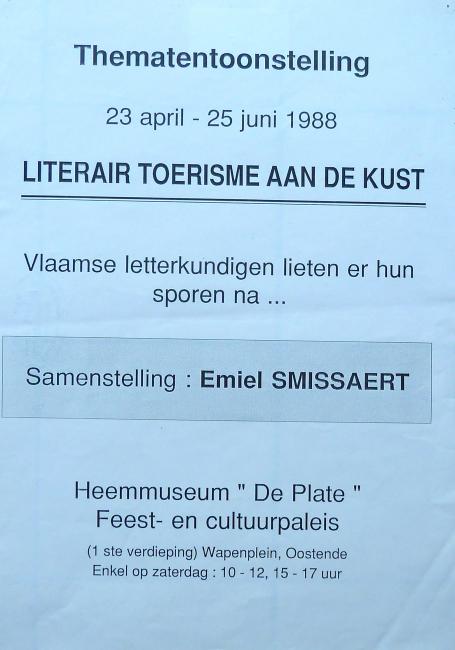 Thematentoonstelling
23 april - 25 juni 1988
LITERAIR TOERISME AAN DE KUST
Vlaamse letterkundigen lieten er hun
sporen na ...
Samenstelling : Emiel SMISSAERT
Heemmuseum " De Plate "
Feest- en cultuurpaleis
(1 ste verdieping) Wapenplein, Oostende
Enkel op zaterdag : 10 - 12, 15 - 17 uur